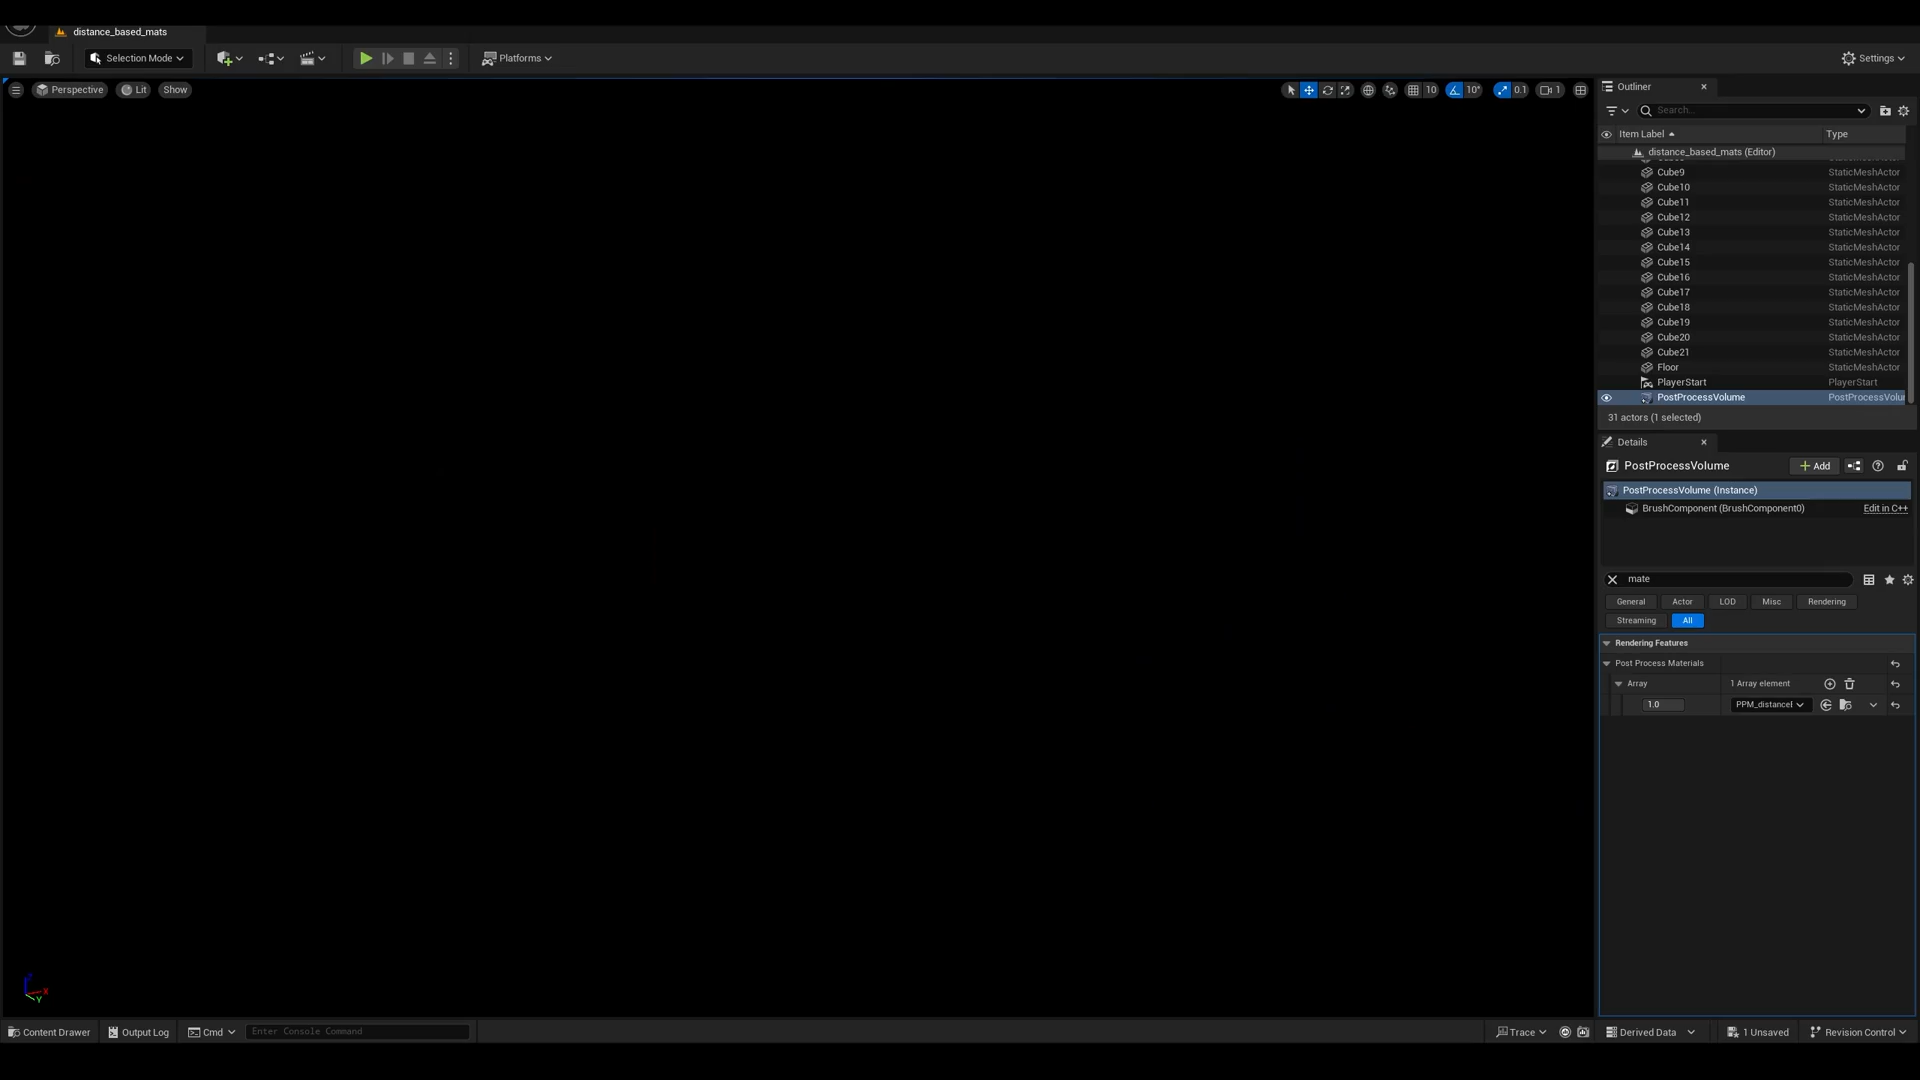 distance_based_mats
Selection Mode
Platforms
Settings
Perspective
Lit
Show
10
10°
0.1
1
Outliner
Search...
Item Label
Type
distance_based_mats (Editor)
Cube9 StaticMeshActor
Cube10 StaticMeshActor
Cube11 StaticMeshActor
Cube12 StaticMeshActor
Cube13 StaticMeshActor
Cube14 StaticMeshActor
Cube15 StaticMeshActor
Cube16 StaticMeshActor
Cube17 StaticMeshActor
Cube18 StaticMeshActor
Cube19 StaticMeshActor
Cube20 StaticMeshActor
Cube21 StaticMeshActor
Floor StaticMeshActor
PlayerStart PlayerStart
PostProcessVolume PostProcessVolu
31 actors (1 selected)
Details
PostProcessVolume
Add
PostProcessVolume (Instance)
BrushComponent (BrushComponent0) Edit in C++
mate
General Actor LOD Misc Rendering
Streaming All
Rendering Features
Post Process Materials
Array 1 Array element
1.0 PPM_distancel
X
Y
Content Drawer Output Log Cmd Enter Console Command Trace Derived Data 1 Unsaved Revision Control